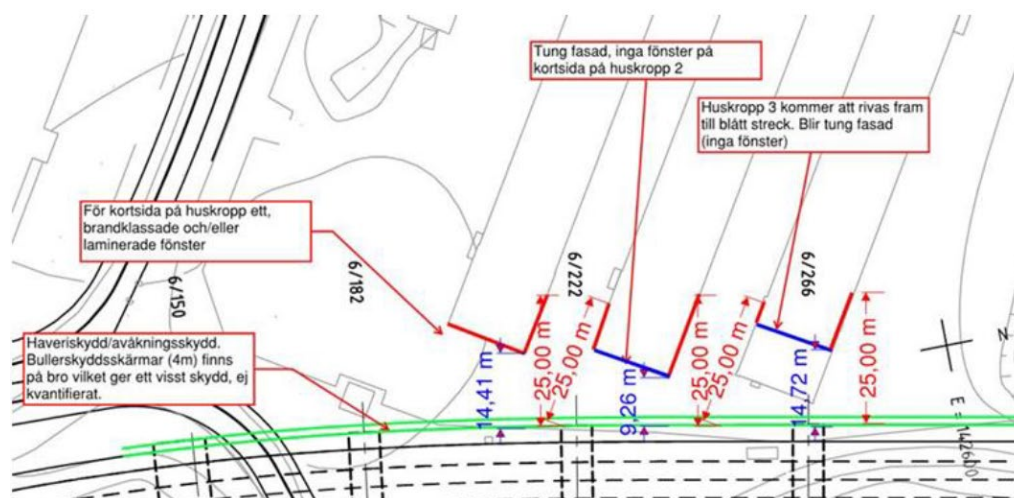 Tung fasad, inga fönster på
kortsida på huskropp 2
Huskropp 3 kommer att rivas fram
till blått streck. Blir tung fasad
(inga fönster)
För kortsida på huskropp ett,
brandklassade och/eller
laminerade fönster
6/150
6/182
6/222
6/266
Haveriskydd/avåkningsskydd.
Bullerskyddsskärmar (4m) finns
på bro vilket ger ett visst skydd, ej
kvantifierat.
14,41 m
25,00 m
25,00 m
9,26 m
25,00 m
25,00 m
14,72 m
25,00 m
N
E = 142600